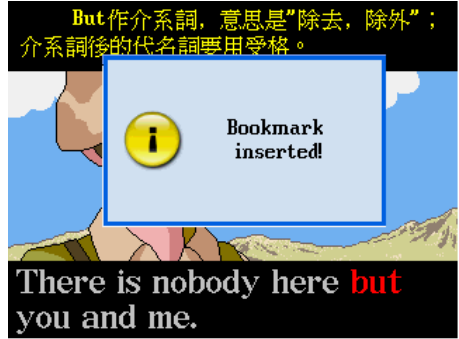 But作介系詞，意思是"除去，除外"；
介系詞後的代名詞要用受格。
Bookmark
inserted!
There is nobody here but
you and me.